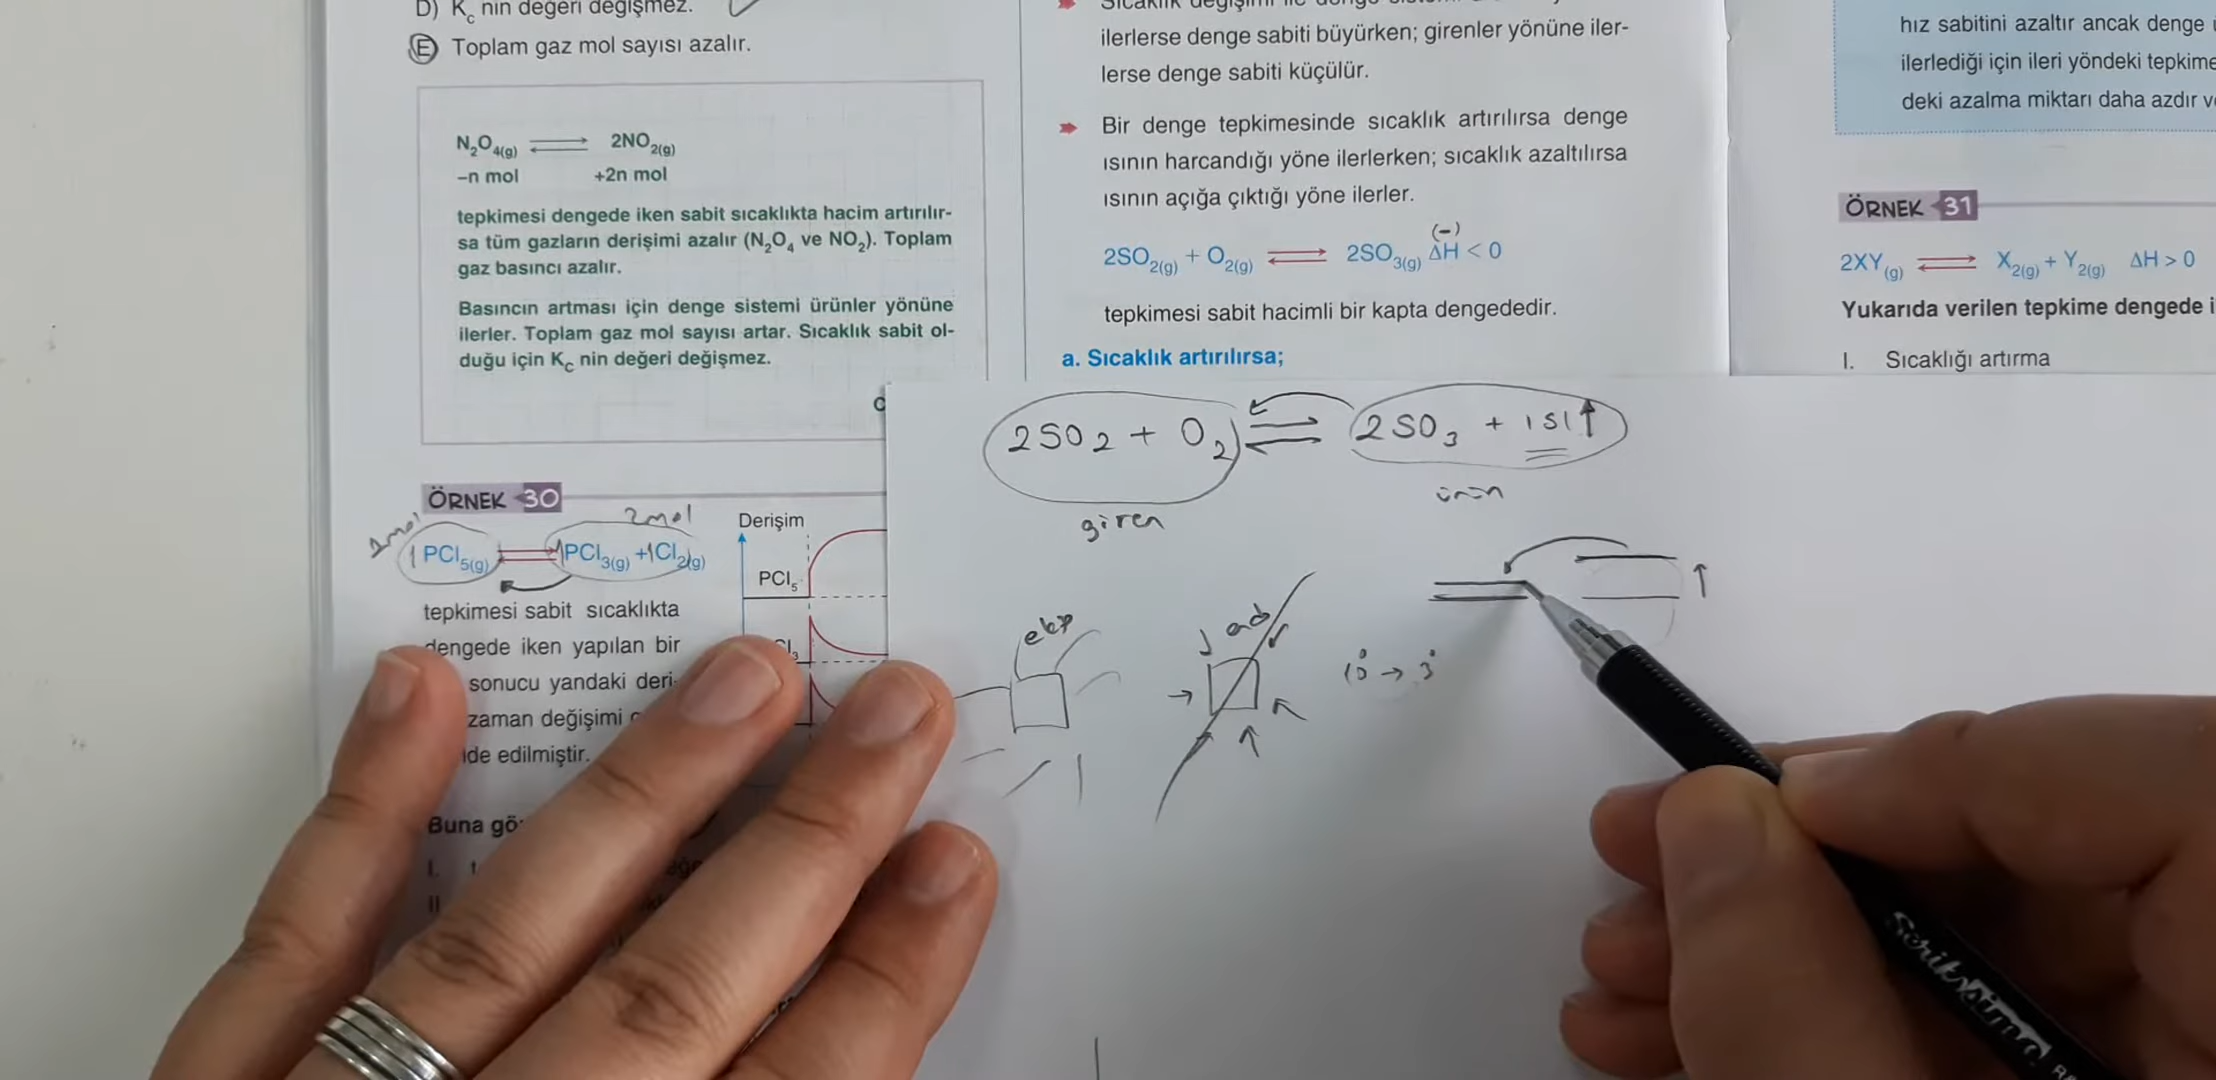 D) Kc nin değeri değişmez.
E) Toplam gaz mol sayısı azalır.
N2O4(g) ⇌ 2NO2(g)
–n mol +2n mol
tepkimesi dengede iken sabit sıcaklıkta hacim artırılır-
sa tüm gazların derişimi azalır (N2O4 ve NO2). Toplam
gaz basıncı azalır.
Basıncın artması için denge sistemi ürünler yönüne
ilerler. Toplam gaz mol sayısı artar. Sıcaklık sabit ol-
duğu için Kc nin değeri değişmez.
C
ÖRNEK 30
2mol
1PCl5(g) ⇌ 1PCl3(g) +1Cl2(g)
tepkimesi sabit sıcaklıkta
dengede iken yapılan bir
sonucu yandaki deri-
zaman değişimi
ide edilmiştir.
Buna gö
I.
II
Derişim
PCl5
ilerlerse denge sabiti büyürken; girenler yönüne iler-
lerse denge sabiti küçülür.
Bir denge tepkimesinde sıcaklık artırılırsa denge
ısının harcandığı yöne ilerlerken; sıcaklık azaltılırsa
ısının açığa çıktığı yöne ilerler.
(-)
2SO2(g) + O2(g) ⇌ 2SO3(g) ΔH < 0
tepkimesi sabit hacimli bir kapta dengededir.
a. Sıcaklık artırılırsa;
2SO2 + O2 ⇌ 2SO3 + ısı↑
giren
ürün
hız sabitini azaltır ancak denge
ilerlediği için ileri yöndeki tepkime
deki azalma miktarı daha azdır
ÖRNEK 31
2XY(g) ⇌ X2(g) + Y2(g) ΔH > 0
Yukarıda verilen tepkime dengede i
I. Sıcaklığı artırma